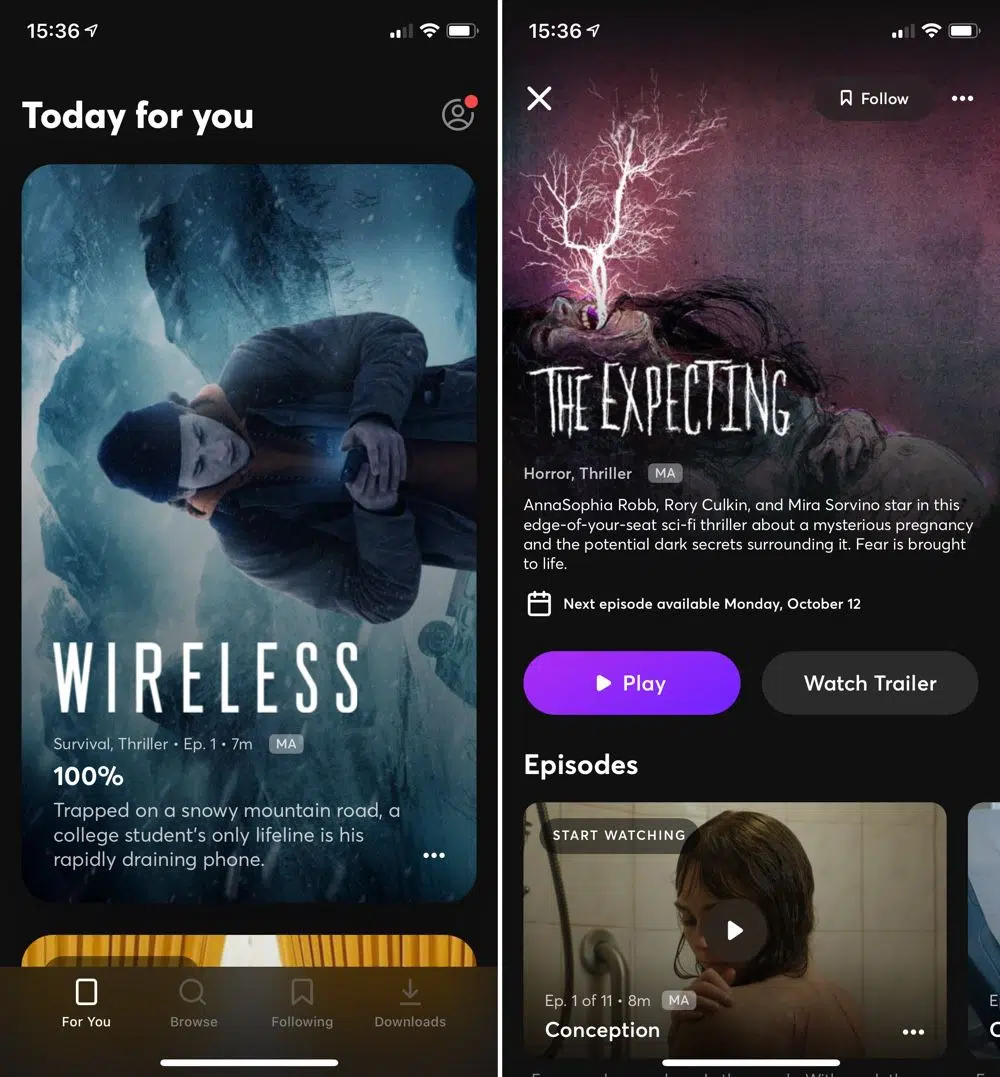 15:36
Today for you
WIRELESS
Survival, Thriller • Ep. 1 • 7m MA
100%
Trapped on a snowy mountain road, a
college student's only lifeline is his
rapidly draining phone.
For You
Browse
Following
Downloads
15:36
Follow
THE EXPECTING
Horror, Thriller MA
AnnaSophia Robb, Rory Culkin, and Mira Sorvino star in this
edge-of-your-seat sci-fi thriller about a mysterious pregnancy
and the potential dark secrets surrounding it. Fear is brought
to life.
Next episode available Monday, October 12
Play
Watch Trailer
Episodes
START WATCHING
Ep. 1 of 11 • 8m MA
Conception